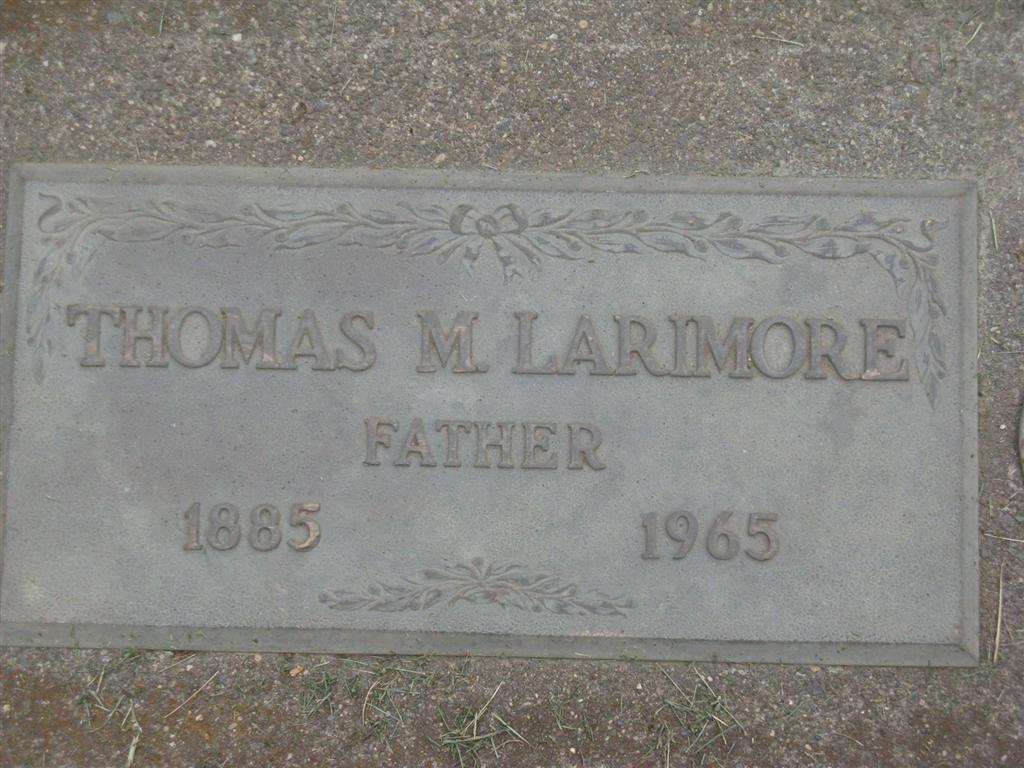 THOMAS M. LARIMORE
FATHER
1885 1965